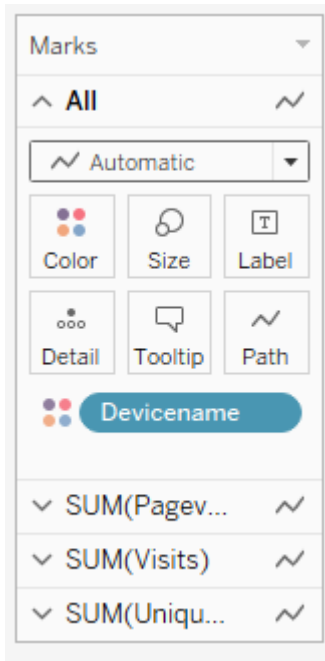 Marks
All
Automatic
Color Size Label
Detail Tooltip Path
Devicename
SUM(Pagev...
SUM(Visits)
SUM(Uniqu...